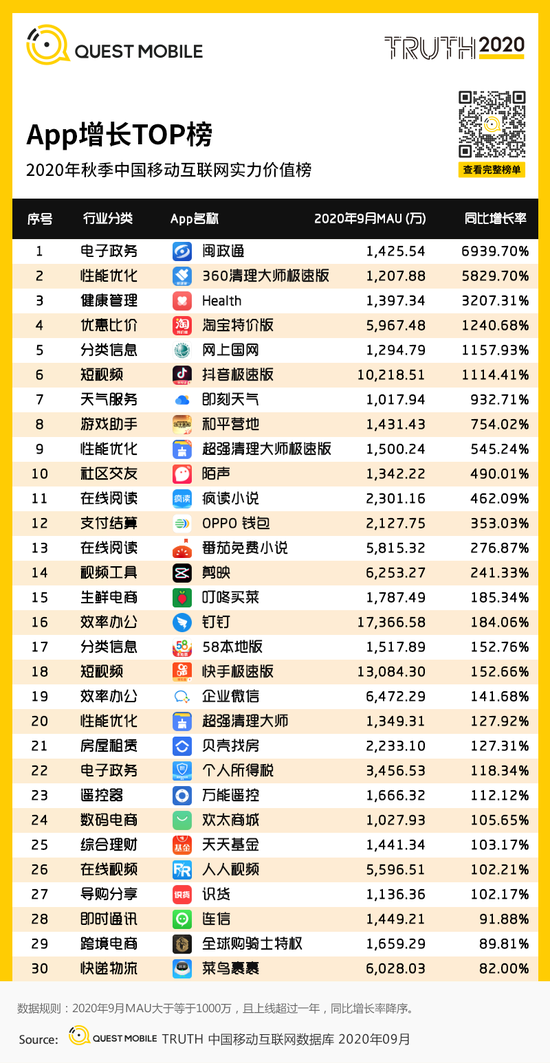 QUEST MOBILE
TRUTH 2020
App增长TOP榜
2020年秋季中国移动互联网实力价值榜
查看完整榜单
序号 行业分类 App名称 2020年9月MAU (万) 同比增长率
1 电子政务 闽政通 1,425.54 6939.70%
2 性能优化 360清理大师极速版 1,207.88 5829.70%
3 健康管理 Health 1,397.34 3207.31%
4 优惠比价 淘宝特价版 5,967.48 1240.68%
5 分类信息 网上国网 1,294.79 1157.93%
6 短视频 抖音极速版 10,218.51 1114.41%
7 天气服务 即刻天气 1,017.94 932.71%
8 游戏助手 和平营地 1,431.43 754.02%
9 性能优化 超强清理大师极速版 1,500.24 545.24%
10 社区交友 陌声 1,342.22 490.01%
11 在线阅读 疯读小说 2,301.16 462.09%
12 支付结算 OPPO 钱包 2,127.75 353.03%
13 在线阅读 番茄免费小说 5,815.32 276.87%
14 视频工具 剪映 6,253.27 241.33%
15 生鲜电商 叮咚买菜 1,787.49 185.34%
16 效率办公 钉钉 17,366.58 184.06%
17 分类信息 58本地版 1,517.89 152.76%
18 短视频 快手极速版 13,084.30 152.66%
19 效率办公 企业微信 6,472.29 141.68%
20 性能优化 超强清理大师 1,349.31 127.92%
21 房屋租赁 贝壳找房 2,233.10 127.31%
22 电子政务 个人所得税 3,456.53 118.34%
23 遥控器 万能遥控 1,666.32 112.12%
24 数码电商 欢太商城 1,027.93 105.65%
25 综合理财 天天基金 1,441.34 103.17%
26 在线视频 人人视频 5,596.51 102.21%
27 导购分享 识货 1,136.36 102.17%
28 即时通讯 连信 1,449.21 91.88%
29 跨境电商 全球购骑士特权 1,659.29 89.81%
30 快递物流 菜鸟裹裹 6,028.03 82.00%
数据规则：2020年9月MAU大于等于1000万，且上线超过一年，同比增长率降序。
Source: QUEST MOBILE TRUTH 中国移动互联网数据库 2020年09月